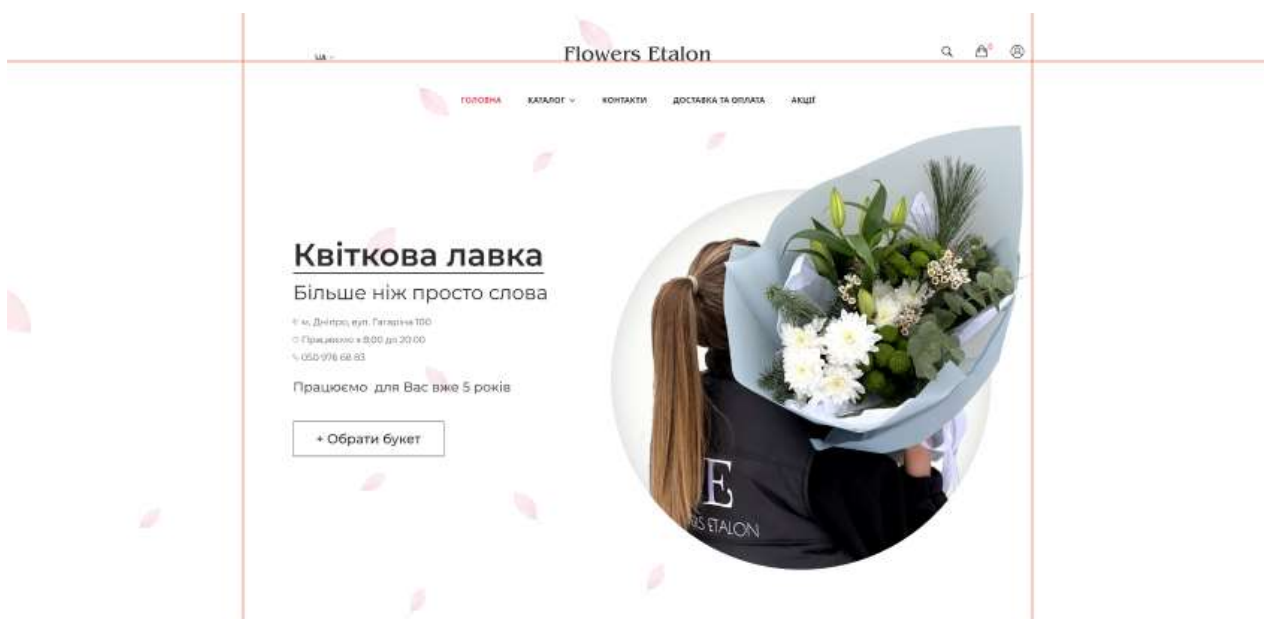 UA
Flowers Etalon
0
ГОЛОВНА КАТАЛОГ КОНТАКТИ ДОСТАВКА ТА ОПЛАТА АКЦІЇ
Квіткова лавка
Більше ніж просто слова
м. Дніпро, вул. Гагаріна 100
Працюємо з 8:00 до 20:00
050 976 68 83
Працюємо для Вас вже 5 років
+ Обрати букет
E
RS ETALON